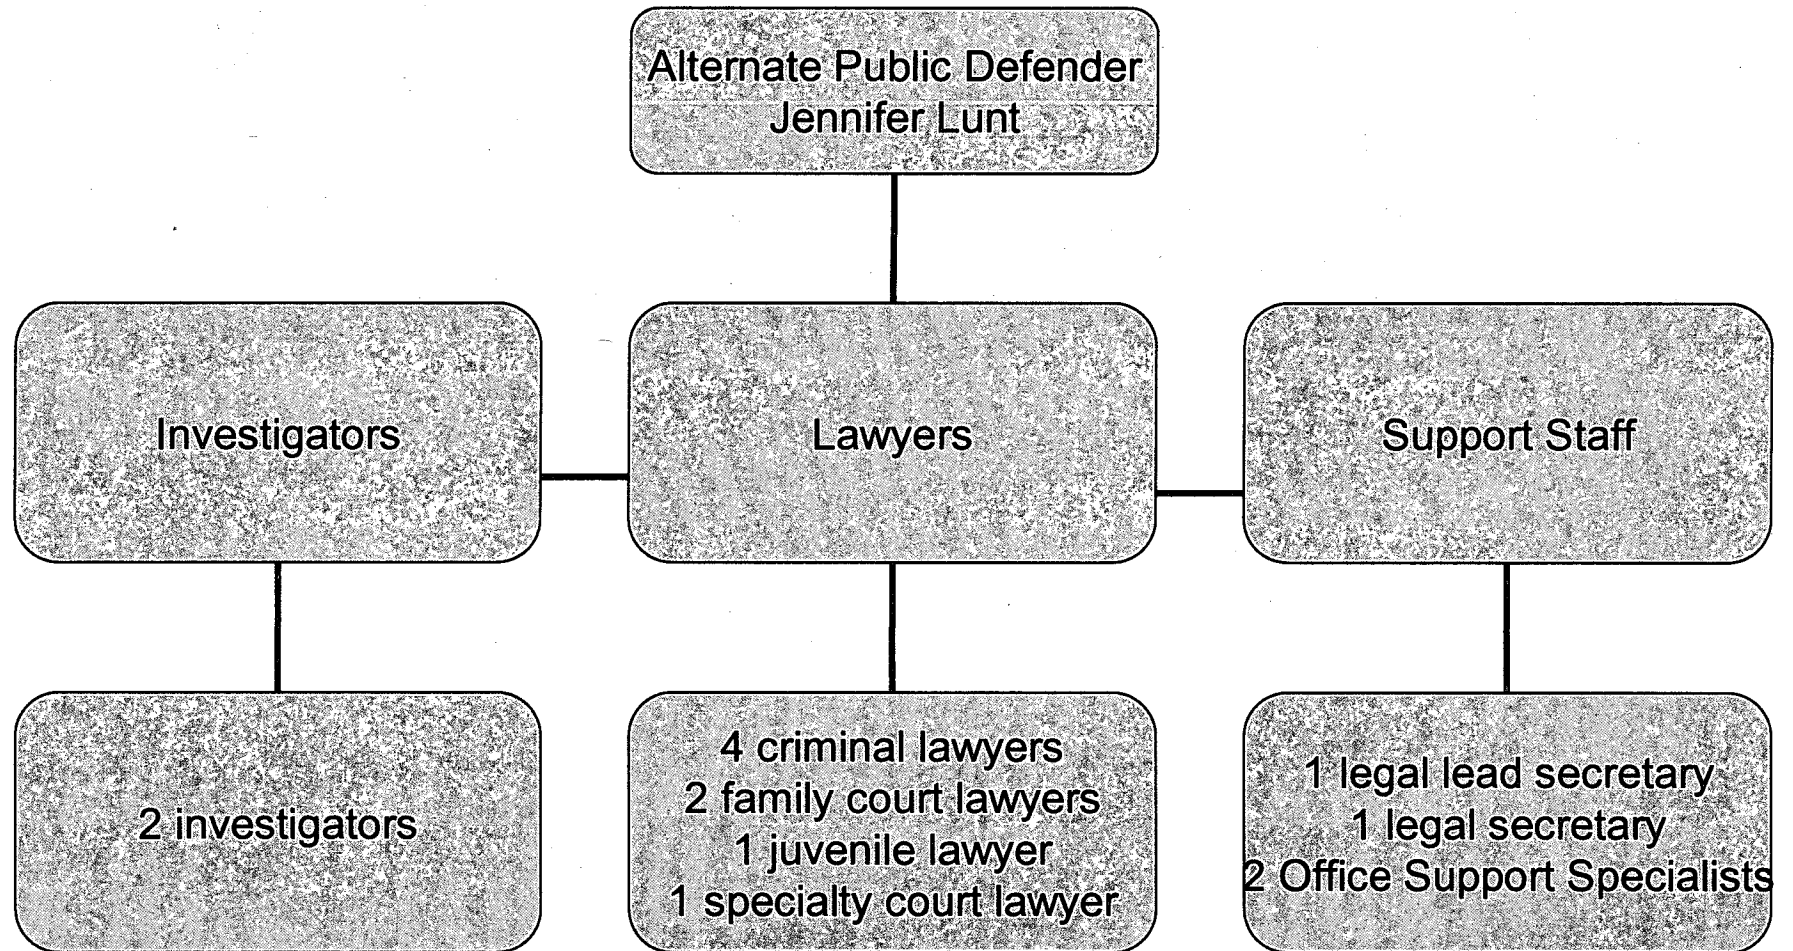 Alternate Public Defender
Jennifer Lunt
Investigators
Lawyers
Support Staff
2 investigators
4 criminal lawyers
2 family court lawyers
1 juvenile lawyer
1 specialty court lawyer
1 legal lead secretary
1 legal secretary
2 Office Support Specialists